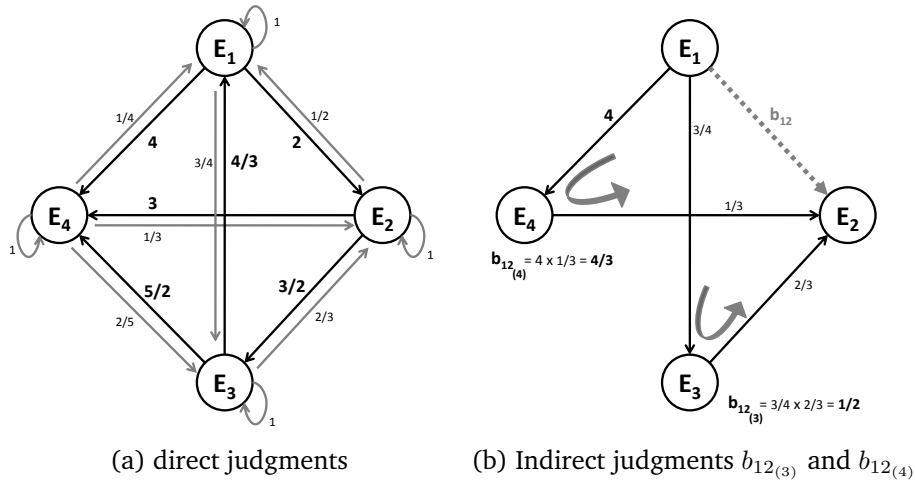 E1
1
1/4
4
1/2
2
3/4
4/3
E4
1
3
1/3
E2
1
5/2
2/5
3/2
2/3
E3
1
(a) direct judgments
E1
4
3/4
b12
E4
1/3
E2
b12(4) = 4 x 1/3 = 4/3
2/3
E3
b12(3) = 3/4 x 2/3 = 1/2
(b) Indirect judgments b12(3) and b12(4)